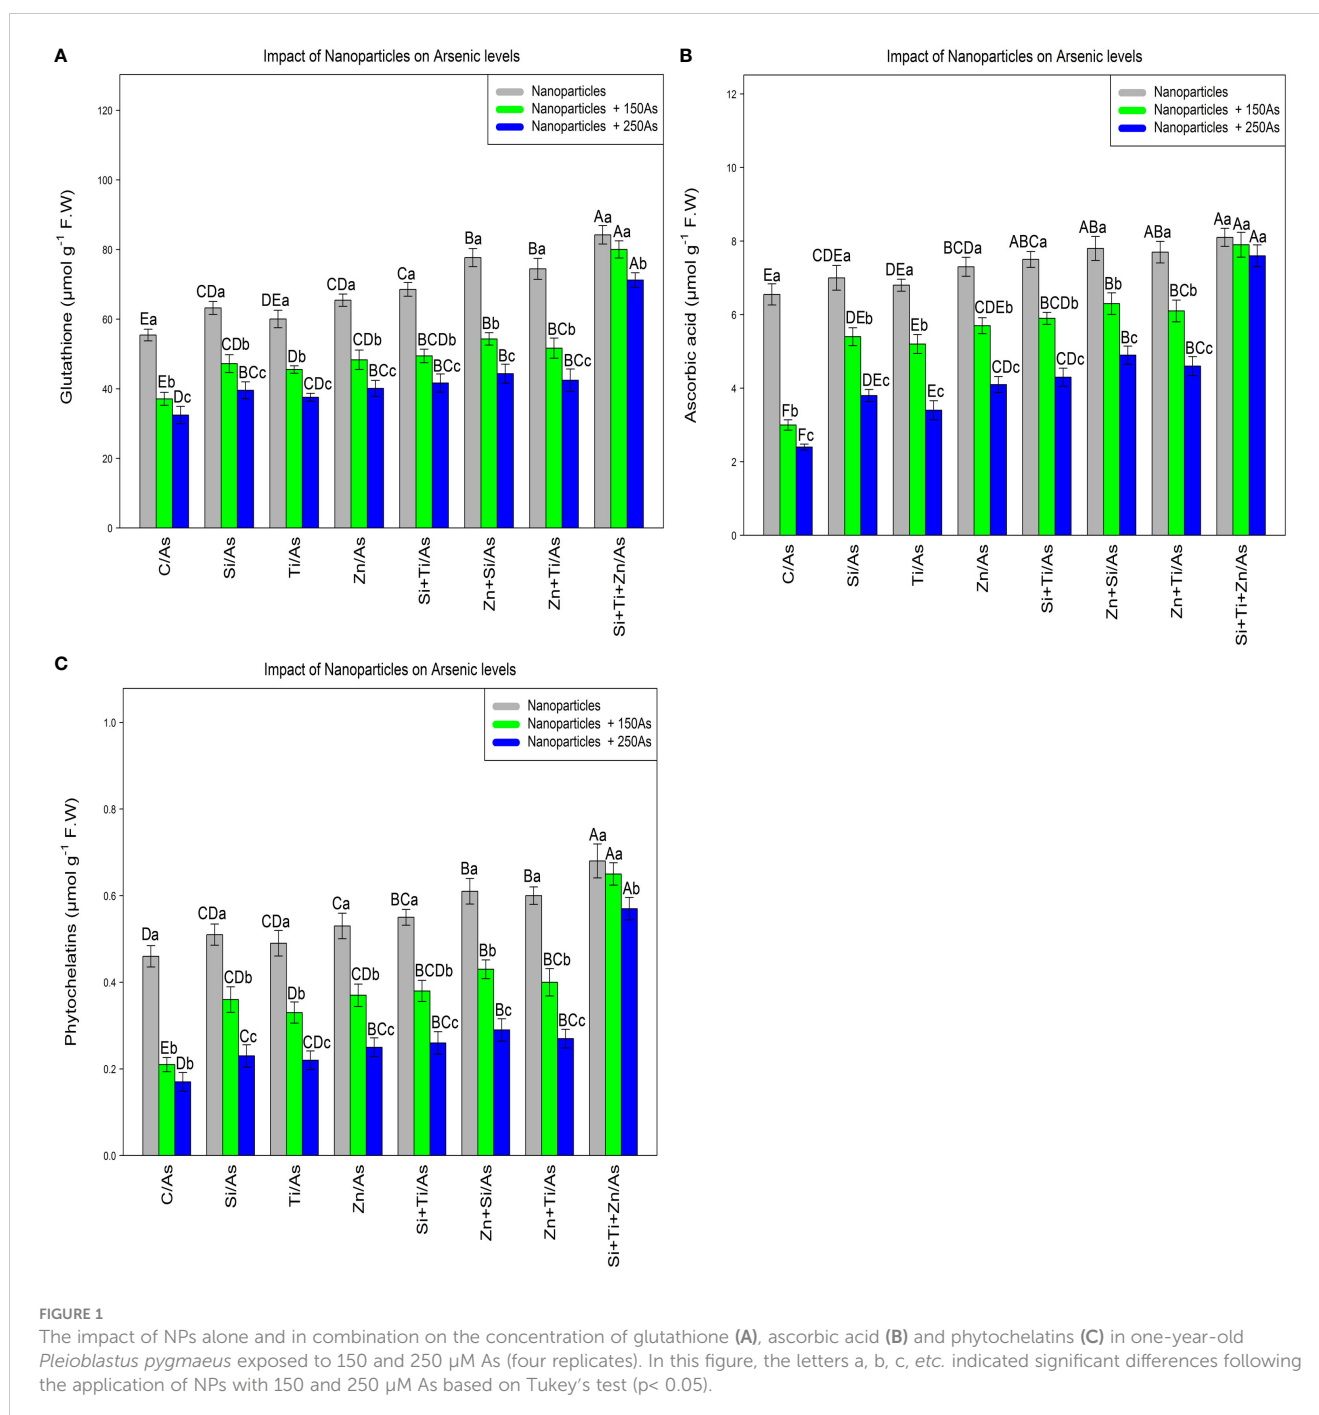 A
Impact of Nanoparticles on Arsenic levels
Nanoparticles
Nanoparticles + 150As
Nanoparticles + 250As
Glutathione (µmol g-1 F.W)
120
100
80
60
40
20
0
Ea Eb Dc
CDa CDb BCc
DEa Db CDc
CDa CDb BCc
Ca BCDb BCc
Ba Bb Bc
Ba BCb BCc
Aa Aa Ab
C/As
Si/As
Ti/As
Zn/As
Si+Ti/As
Zn+Si/As
Zn+Ti/As
Si+Ti+Zn/As
B
Impact of Nanoparticles on Arsenic levels
Nanoparticles
Nanoparticles + 150As
Nanoparticles + 250As
Ascorbic acid (µmol g-1 F.W)
12
10
8
6
4
2
0
Ea Fb Fc
CDEa DEb DEc
DEa Eb Ec
BCDa CDEb CDc
ABCa BCDb CDc
ABa Bb Bc
ABa BCb BCc
Aa Aa Aa
C/As
Si/As
Ti/As
Zn/As
Si+Ti/As
Zn+Si/As
Zn+Ti/As
Si+Ti+Zn/As
C
Impact of Nanoparticles on Arsenic levels
Nanoparticles
Nanoparticles + 150As
Nanoparticles + 250As
Phytochelatins (µmol g-1 F.W)
1.0
0.8
0.6
0.4
0.2
0.0
Da Eb Db
CDa CDb Cc
CDa Db CDc
Ca CDb BCc
BCa BCDb BCc
Ba Bb Bc
Ba BCb BCc
Aa Aa Ab
C/As
Si/As
Ti/As
Zn/As
Si+Ti/As
Zn+Si/As
Zn+Ti/As
Si+Ti+Zn/As
FIGURE 1
The impact of NPs alone and in combination on the concentration of glutathione (A), ascorbic acid (B) and phytochelatins (C) in one-year-old
Pleioblastus pygmaeus exposed to 150 and 250 µM As (four replicates). In this figure, the letters a, b, c, etc. indicated significant differences following
the application of NPs with 150 and 250 µM As based on Tukey's test (p< 0.05).